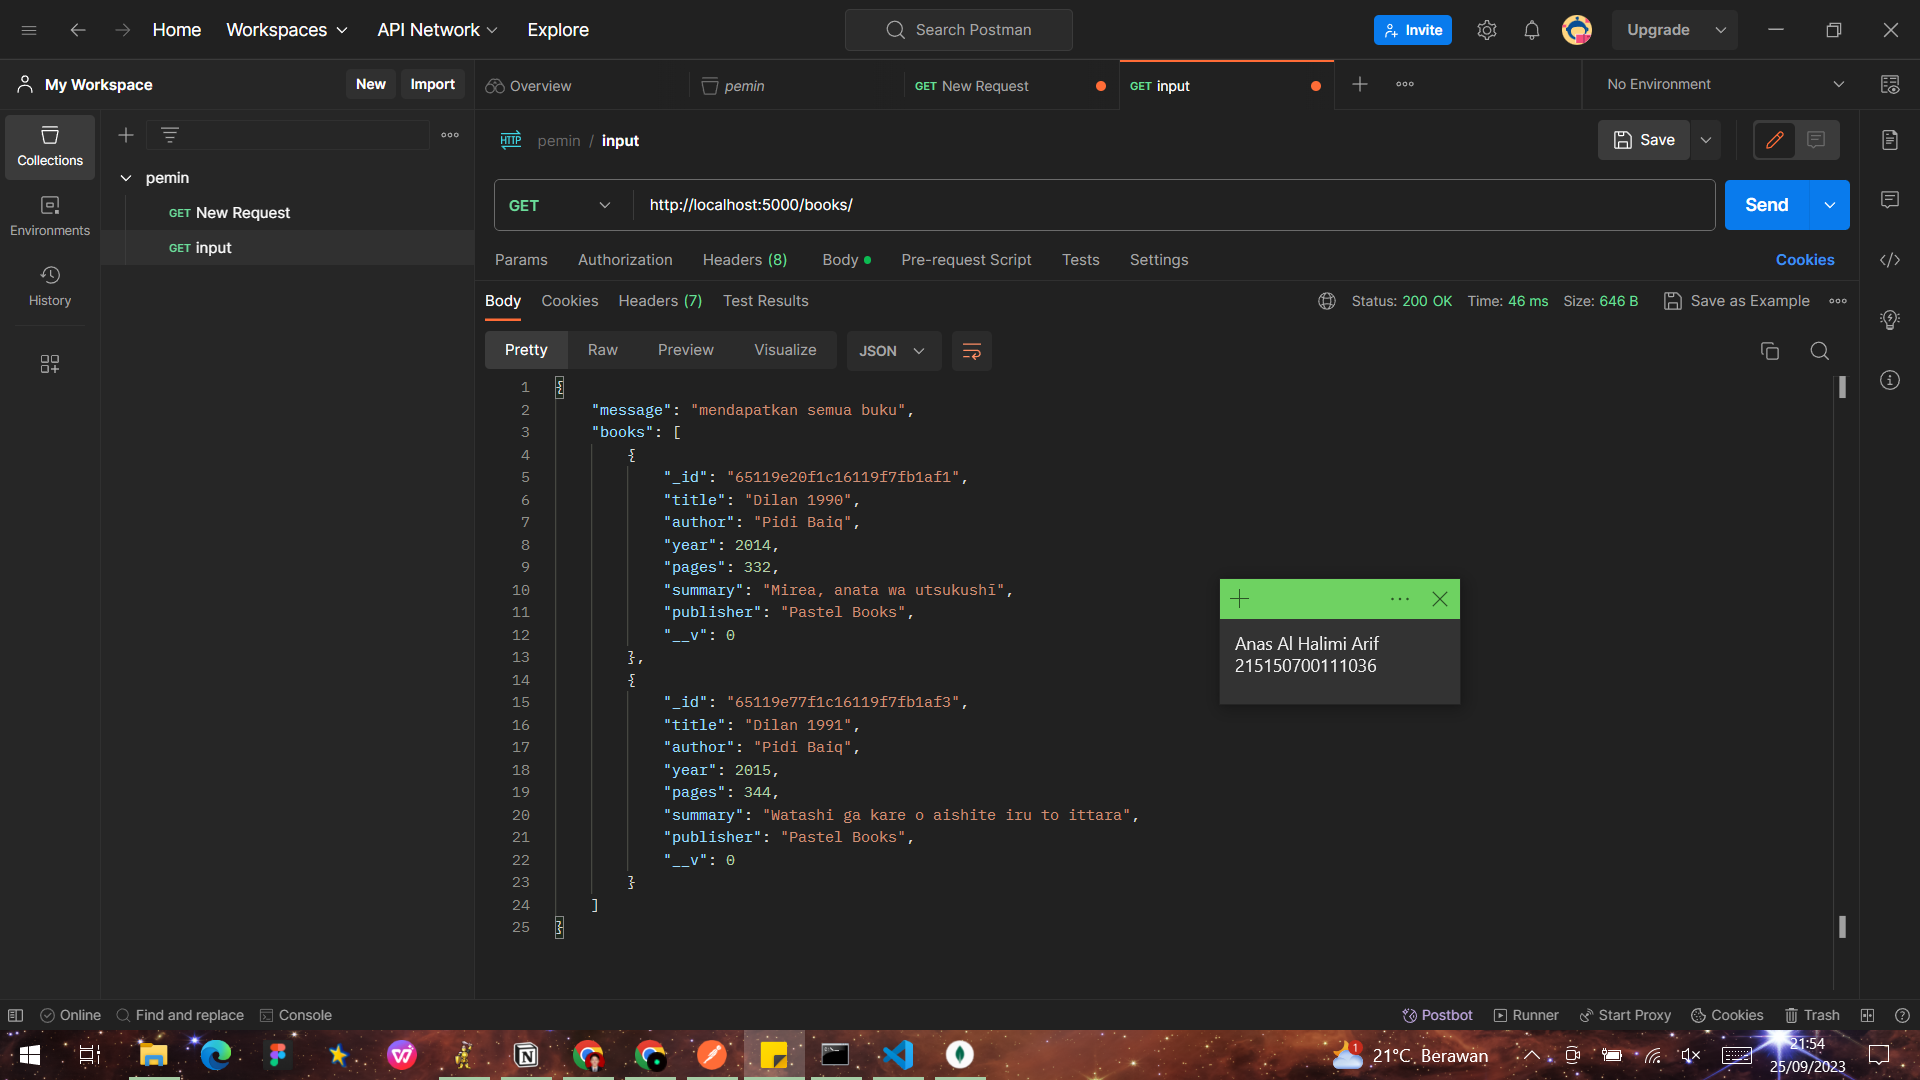 Home Workspaces API Network Explore Search Postman Invite Upgrade
My Workspace New Import Overview pemin GET New Request GET input No Environment
Collections
Environments
History
pemin
GET New Request
GET input
HTTP pemin / input Save
GET http://localhost:5000/books/ Send
Params Authorization Headers (8) Body Pre-request Script Tests Settings Cookies
Body Cookies Headers (7) Test Results Status: 200 OK Time: 46 ms Size: 646 B Save as Example
Pretty Raw Preview Visualize JSON
1 {
2 "message": "mendapatkan semua buku",
3 "books": [
4 {
5 "_id": "65119e20f1c16119f7fb1af1",
6 "title": "Dilan 1990",
7 "author": "Pidi Baiq",
8 "year": 2014,
9 "pages": 332,
10 "summary": "Mirea, anata wa utsukushī",
11 "publisher": "Pastel Books",
12 "__v": 0
13 },
14 {
15 "_id": "65119e77f1c16119f7fb1af3",
16 "title": "Dilan 1991",
17 "author": "Pidi Baiq",
18 "year": 2015,
19 "pages": 344,
20 "summary": "Watashi ga kare o aishite iru to ittara",
21 "publisher": "Pastel Books",
22 "__v": 0
23 }
24 ]
25 }
Anas Al Halimi Arif
215150700111036
Online Find and replace Console Postbot Runner Start Proxy Cookies Trash
21°C Berawan
21:54
25/09/2023